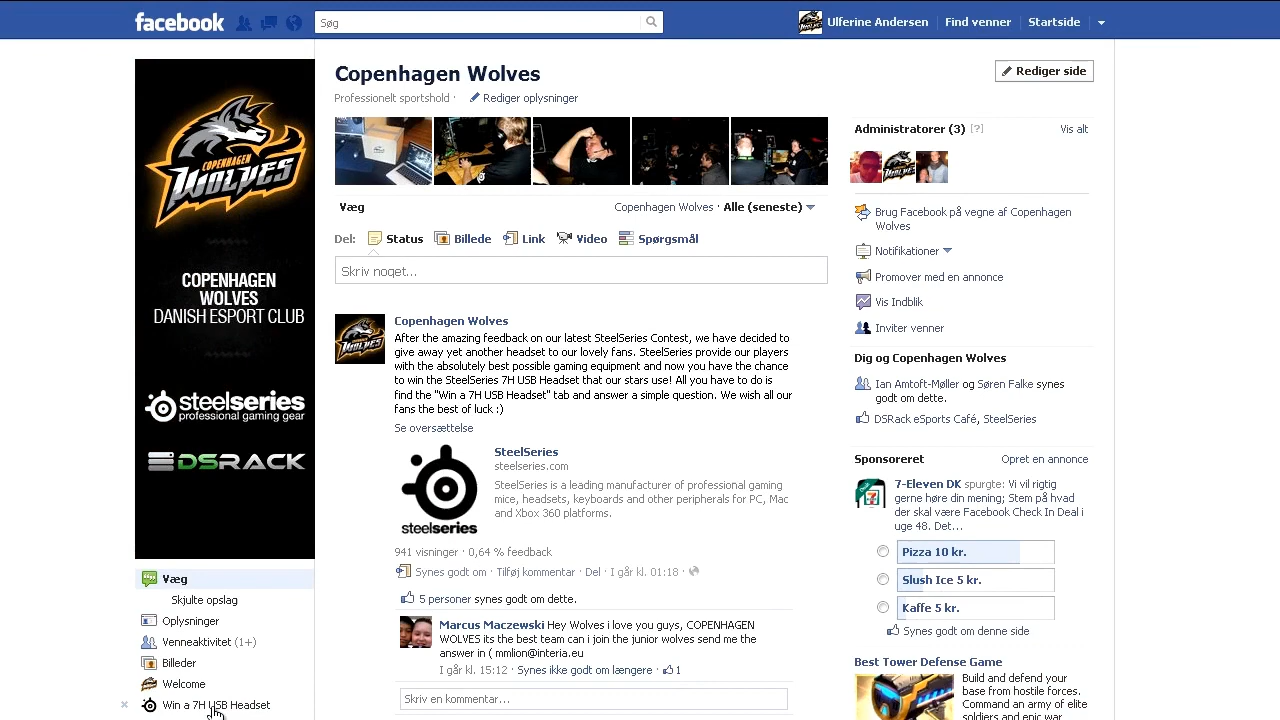 facebook
Søg
Ulferine Andersen
Find venner
Startside
COPENHAGEN
WOLVES
COPENHAGEN
WOLVES
DANISH ESPORT CLUB
steelseries
professional gaming gear
DSRACK
Væg
Skjulte opslag
Oplysninger
Venneaktivitet (1+)
Billeder
Welcome
Win a 7H USB Headset
Copenhagen Wolves
Professionelt sportshold ·
Rediger oplysninger
Rediger side
Væg
Copenhagen Wolves · Alle (seneste)
Del:
Status
Billede
Link
Video
Spørgsmål
Skriv noget...
Copenhagen Wolves
After the amazing feedback on our latest SteelSeries Contest, we have decided to
give away yet another headset to our lovely fans. SteelSeries provide our players
with the absolutely best possible gaming equipment and now you have the chance
to win the SteelSeries 7H USB Headset that our stars use! All you have to do is
find the "Win a 7H USB Headset" tab and answer a simple question. We wish all our
fans the best of luck :)
Se oversættelse
steelseries
SteelSeries
steelseries.com
SteelSeries is a leading manufacturer of professional gaming
mice, headsets, keyboards and other peripherals for PC, Mac
and Xbox 360 platforms.
941 visninger · 0,64 % feedback
Synes godt om · Tilføj kommentar · Del · I går kl. 01:18 ·
5 personer synes godt om dette.
Marcus Maczewski Hey Wolves i love you guys, COPENHAGEN
WOLVES its the best team can i join the junior wolves send me the
answer in ( mmlion@interia.eu
I går kl. 15:12 · Synes ikke godt om længere · 1
Skriv en kommentar...
Administratorer (3) [?]
Vis alt
Brug Facebook på vegne af Copenhagen
Wolves
Notifikationer
Promover med en annonce
Vis Indblik
Inviter venner
Dig og Copenhagen Wolves
Ian Amtoft-Møller og Søren Falke synes
godt om dette.
DSRack eSports Café, SteelSeries
Sponsoreret
Opret en annonce
7-Eleven DK spurgte: Vi vil rigtig
gerne høre din mening; Stem på hvad
der skal være Facebook Check In Deal i
uge 48. Det...
Pizza 10 kr.
Slush Ice 5 kr.
Kaffe 5 kr.
Synes godt om denne side
Best Tower Defense Game
Build and defend your
base from hostile forces.
Command an army of elite
soldiers and epic war